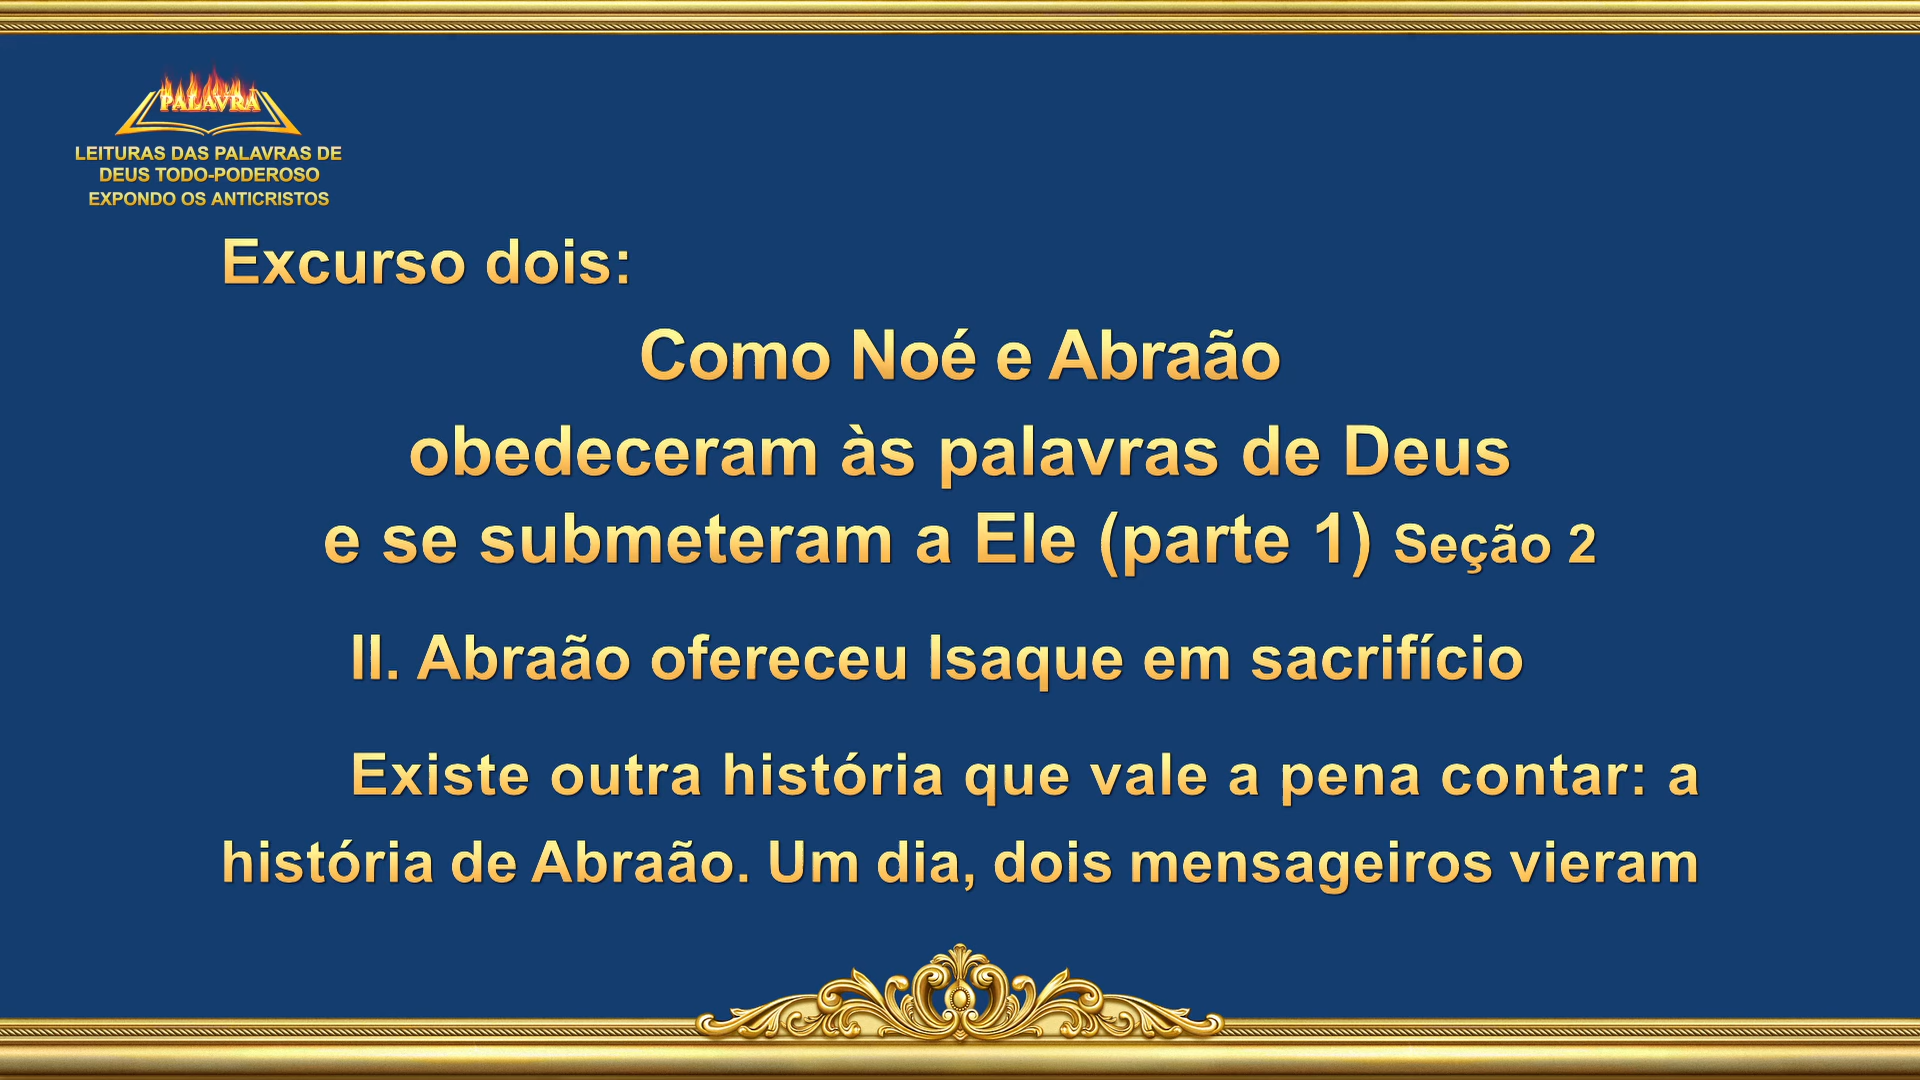 PALAVRA
LEITURAS DAS PALAVRAS DE
DEUS TODO-PODEROSO
EXPONDO OS ANTICRISTOS
Excurso dois:
Como Noé e Abraão
obedeceram às palavras de Deus
e se submeteram a Ele (parte 1) Seção 2
II. Abraão ofereceu Isaque em sacrifício
Existe outra história que vale a pena contar: a
história de Abraão. Um dia, dois mensageiros vieram